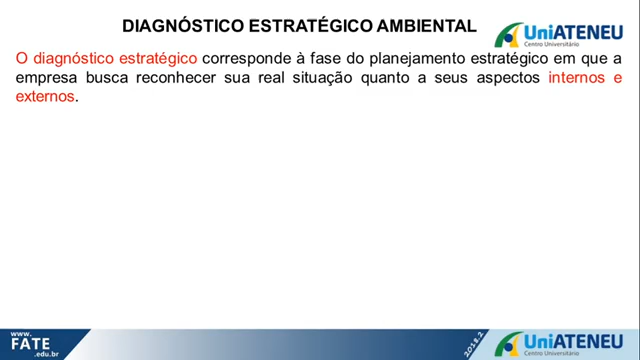 DIAGNÓSTICO ESTRATÉGICO AMBIENTAL
UniATENEU
Centro Universitário
O diagnóstico estratégico corresponde à fase do planejamento estratégico em que a
empresa busca reconhecer sua real situação quanto a seus aspectos internos e
externos.
www.
FATE
.edu.br
2018.2
UniATENEU
Centro Universitário